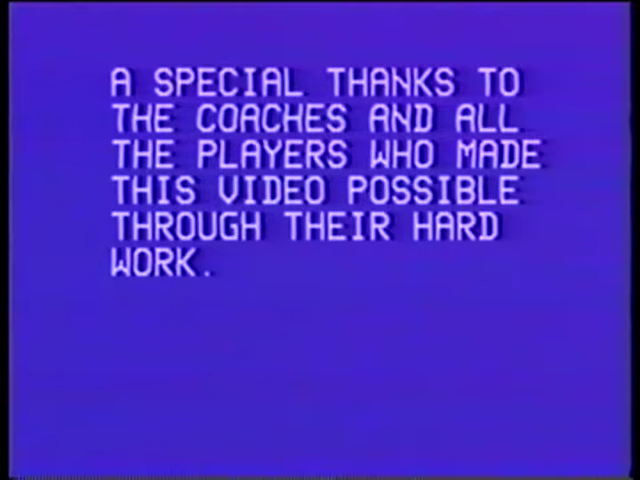 A SPECIAL THANKS TO
THE COACHES AND ALL
THE PLAYERS WHO MADE
THIS VIDEO POSSIBLE
THROUGH THEIR HARD
WORK.